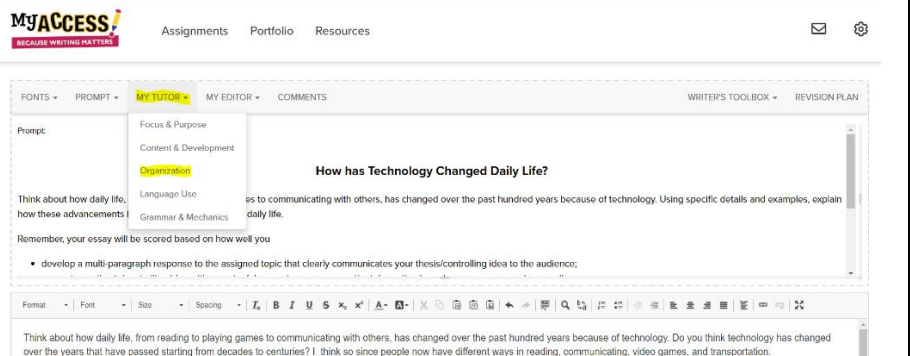 MY ACCESS!
BECAUSE WRITING MATTERS
Assignments Portfolio Resources
FONTS PROMPT MY TUTOR MY EDITOR COMMENTS WRITER'S TOOLBOX REVISION PLAN
Focus & Purpose
Content & Development
Organization
Language Use
Grammar & Mechanics
Prompt:
How has Technology Changed Daily Life?
Think about how daily life, es to communicating with others, has changed over the past hundred years because of technology. Using specific details and examples, explain
how these advancements daily life.
Remember, your essay will be scored based on how well you
• develop a multi-paragraph response to the assigned topic that clearly communicates your thesis/controlling idea to the audience;
Format Font Size Spacing
Think about how daily life, from reading to playing games to communicating with others, has changed over the past hundred years because of technology. Do you think technology has changed
over the years that have passed starting from decades to centuries? I think so since people now have different ways in reading, communicating, video games, and transportation.